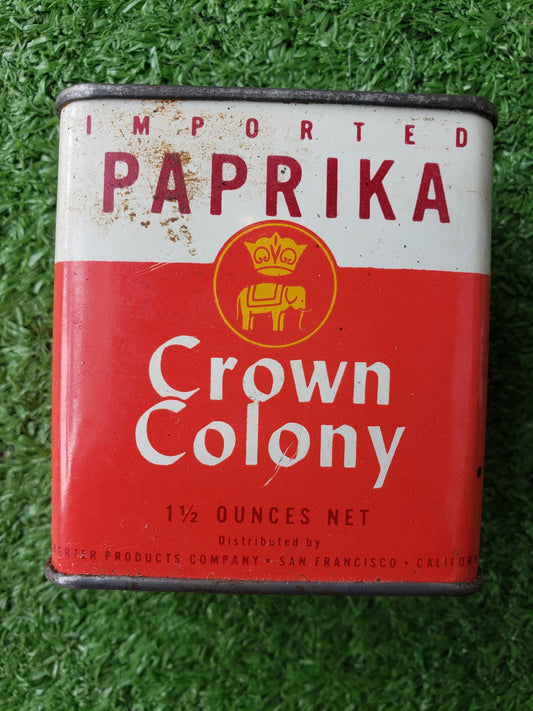 IMPORTED
PAPRIKA
Crown
Colony
1½ OUNCES NET
Distributed by
PRODUCTS COMPANY • SAN FRANCISCO •